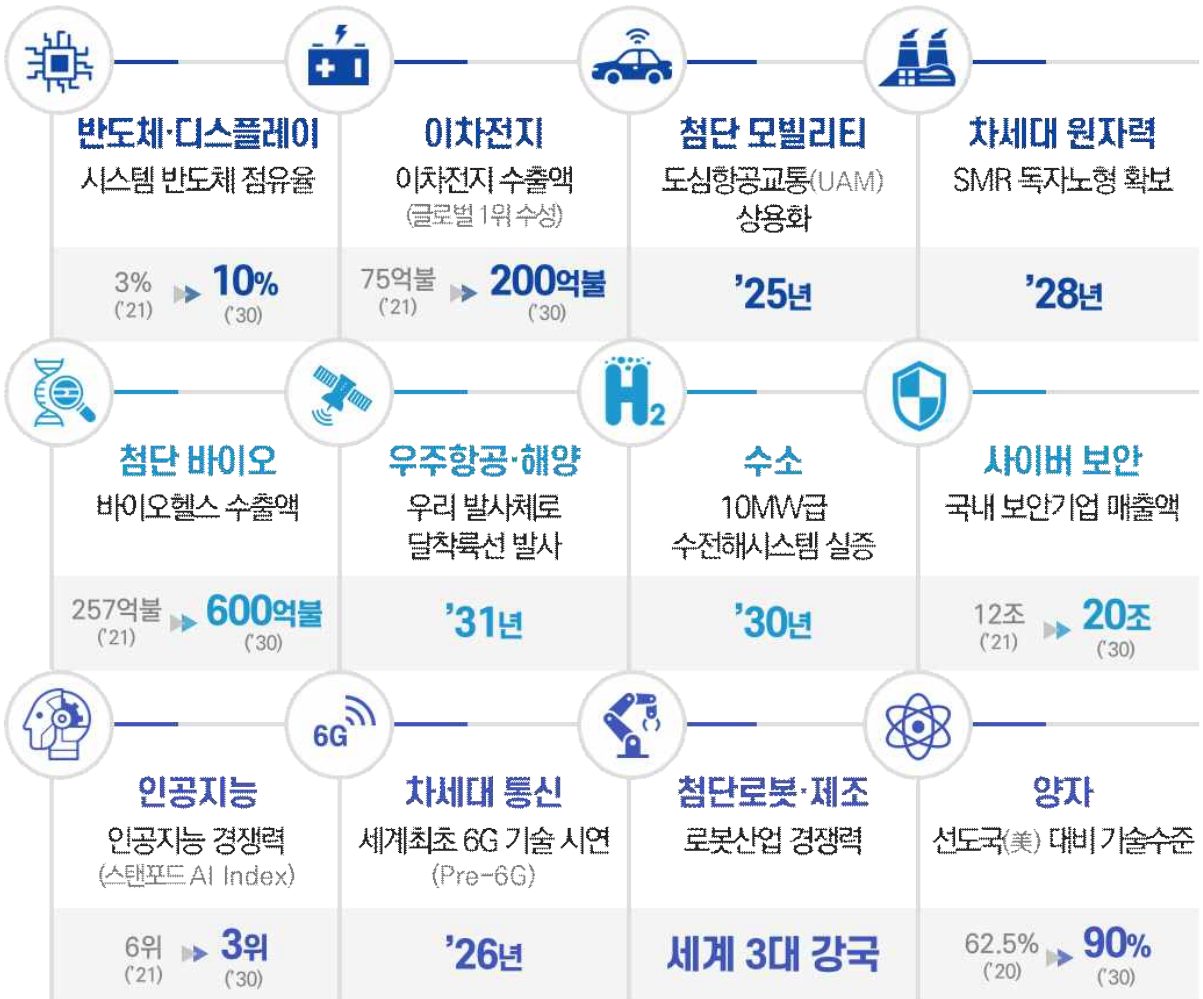 반도체·디스플레이
시스템 반도체 점유율
3%
('21)
10%
('30)
이차전지
이차전지 수출액
(글로벌 1위 수성)
75억불
('21)
200억불
('30)
첨단 모빌리티
도심항공교통(UAM)
상용화
’25년
차세대 원자력
SMR 독자노형 확보
’28년
첨단 바이오
바이오헬스 수출액
257억불
('21)
600억불
('30)
우주항공·해양
우리 발사체로
달착륙선 발사
’31년
H2
수소
10MW급
수전해시스템 실증
’30년
사이버 보안
국내 보안기업 매출액
12조
('21)
20조
('30)
인공지능
인공지능 경쟁력
(스탠포드 AI Index)
6위
('21)
3위
('30)
6G
차세대 통신
세계최초 6G 기술 시연
(Pre-6G)
’26년
첨단로봇·제조
로봇산업 경쟁력
세계 3대 강국
양자
선도국(美) 대비 기술수준
62.5%
('20)
90%
('30)